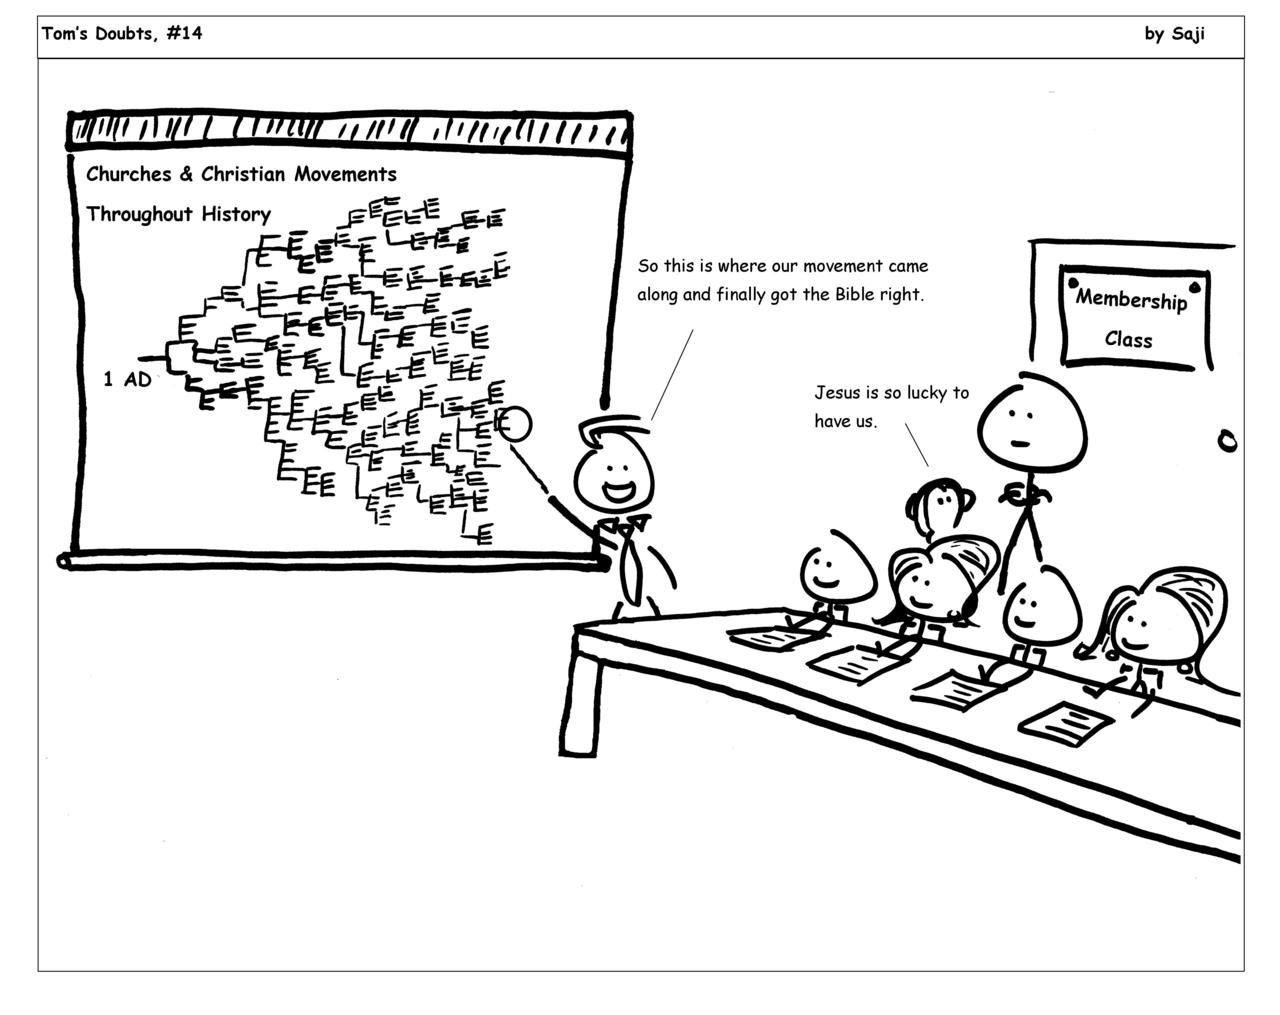 Tom's Doubts, #14
by Saji
Churches & Christian Movements
Throughout History
1 AD
So this is where our movement came
along and finally got the Bible right.
Jesus is so lucky to
have us.
Membership
Class